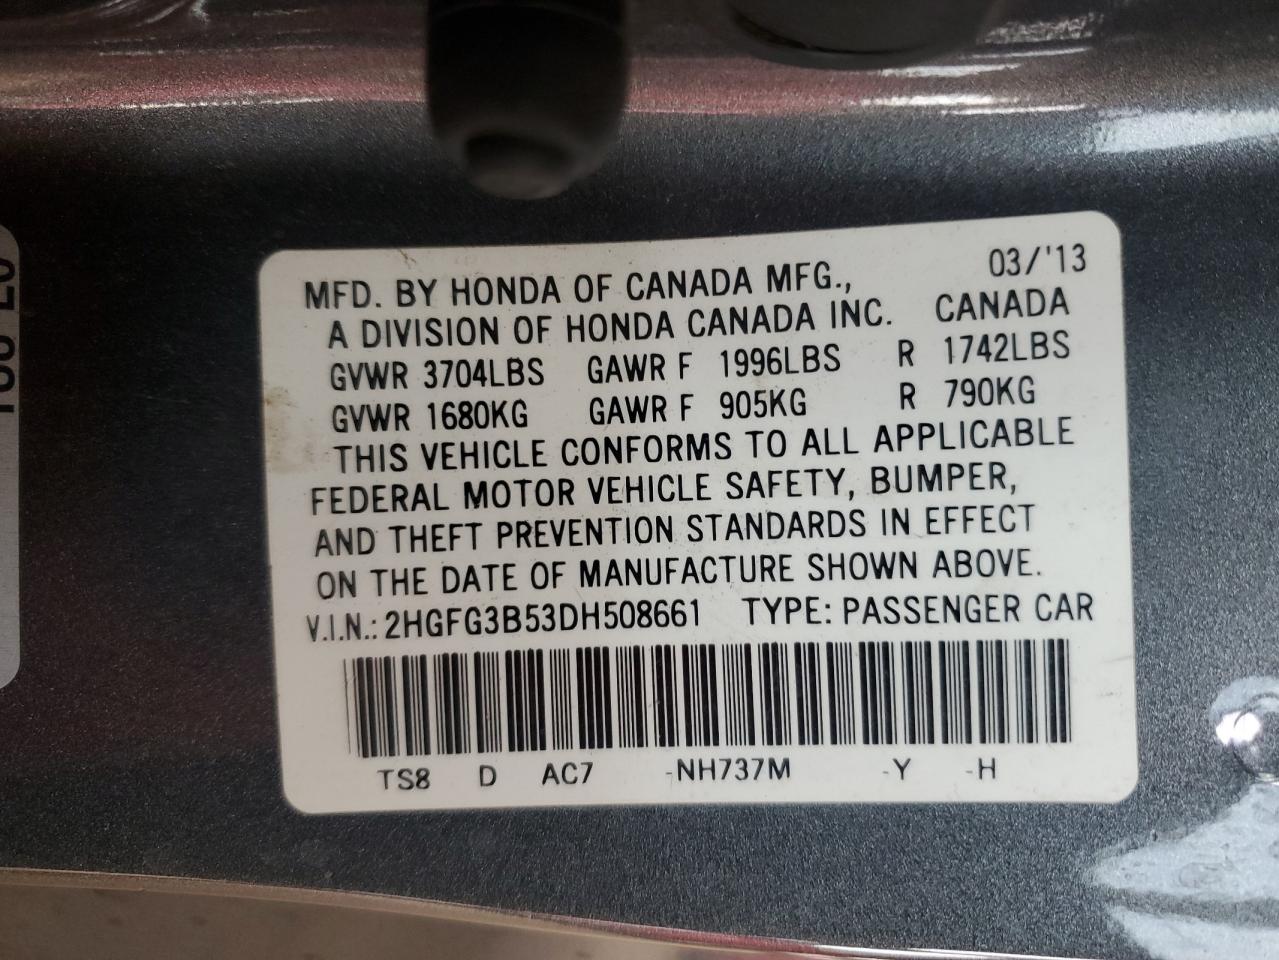 03/'13
MFD. BY HONDA OF CANADA MFG.,
A DIVISION OF HONDA CANADA INC. CANADA
GVWR 3704LBS GAWR F 1996LBS R 1742LBS
GVWR 1680KG GAWR F 905KG R 790KG
THIS VEHICLE CONFORMS TO ALL APPLICABLE
FEDERAL MOTOR VEHICLE SAFETY, BUMPER,
AND THEFT PREVENTION STANDARDS IN EFFECT
ON THE DATE OF MANUFACTURE SHOWN ABOVE.
V.I.N.: 2HGFG3B53DH508661 TYPE: PASSENGER CAR
TS8 D AC7 -NH737M -Y -H